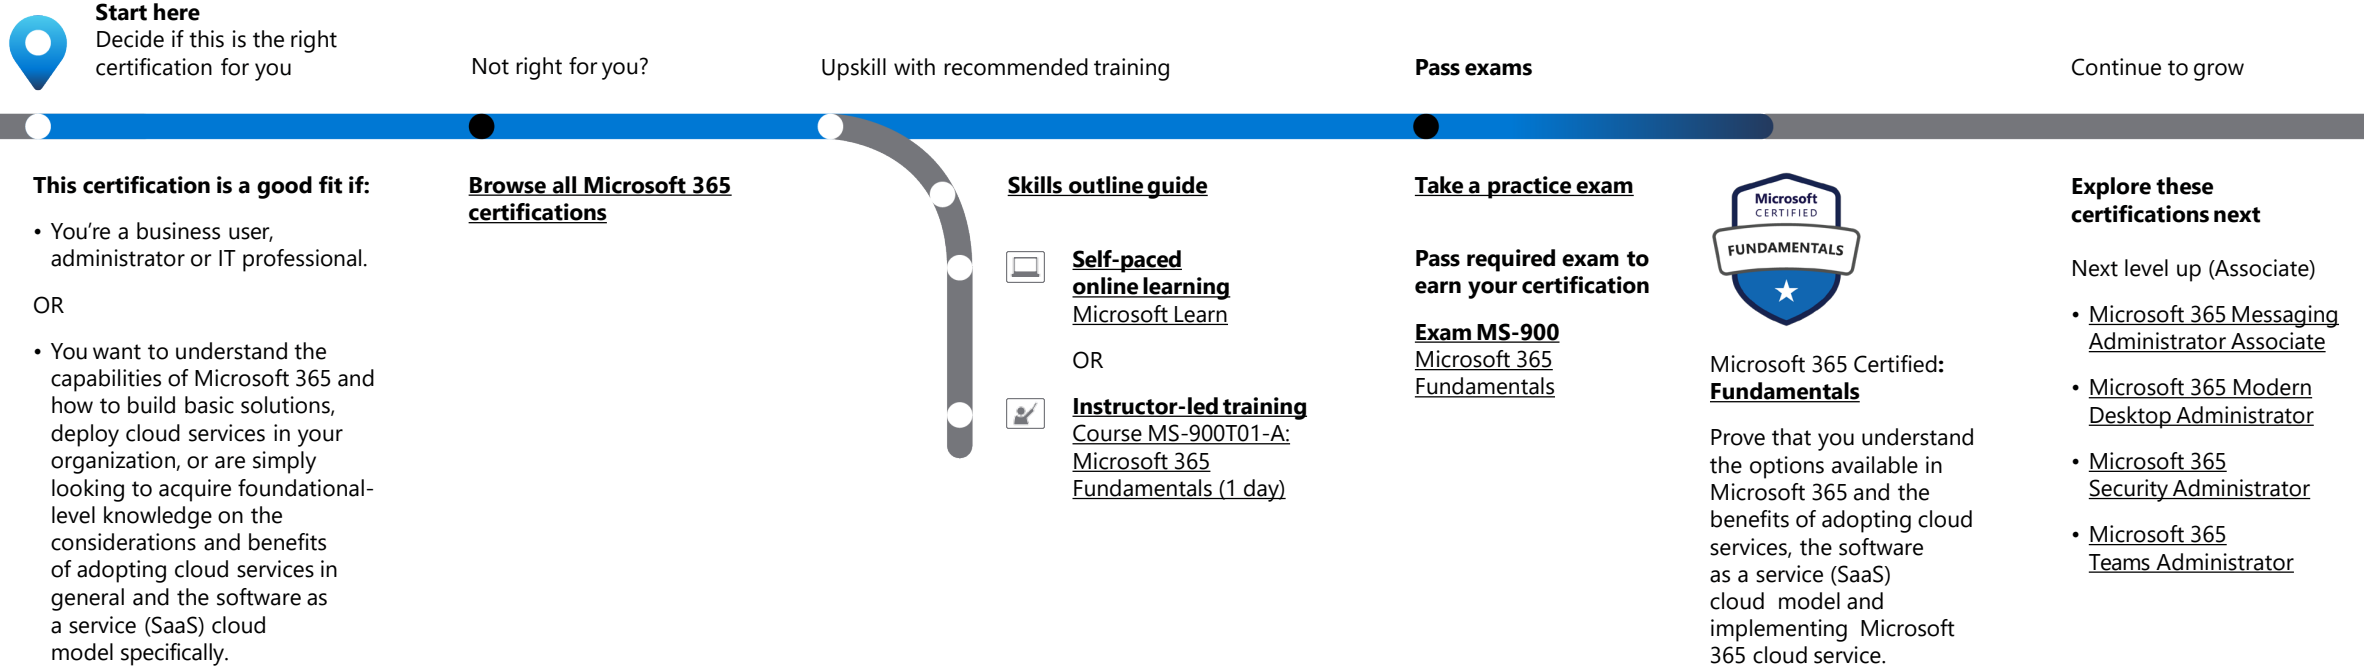 Start here
Decide if this is the right
certification for you
Not right for you?
Upskill with recommended training
Pass exams
Continue to grow
This certification is a good fit if:
• You're a business user,
administrator or IT professional.
OR
• You want to understand the
capabilities of Microsoft 365 and
how to build basic solutions,
deploy cloud services in your
organization, or are simply
looking to acquire foundational-
level knowledge on the
considerations and benefits
of adopting cloud services in
general and the software as
a service (SaaS) cloud
model specifically.
Browse all Microsoft 365
certifications
Skills outline guide
Self-paced
online learning
Microsoft Learn
OR
Instructor-led training
Course MS-900T01-A:
Microsoft 365
Fundamentals (1 day)
Take a practice exam
Pass required exam to
earn your certification
Exam MS-900
Microsoft 365
Fundamentals
Microsoft
CERTIFIED
FUNDAMENTALS
Microsoft 365 Certified:
Fundamentals
Prove that you understand
the options available in
Microsoft 365 and the
benefits of adopting cloud
services, the software
as a service (SaaS)
cloud model and
implementing Microsoft
365 cloud service.
Explore these
certifications next
Next level up (Associate)
• Microsoft 365 Messaging
Administrator Associate
• Microsoft 365 Modern
Desktop Administrator
• Microsoft 365
Security Administrator
• Microsoft 365
Teams Administrator